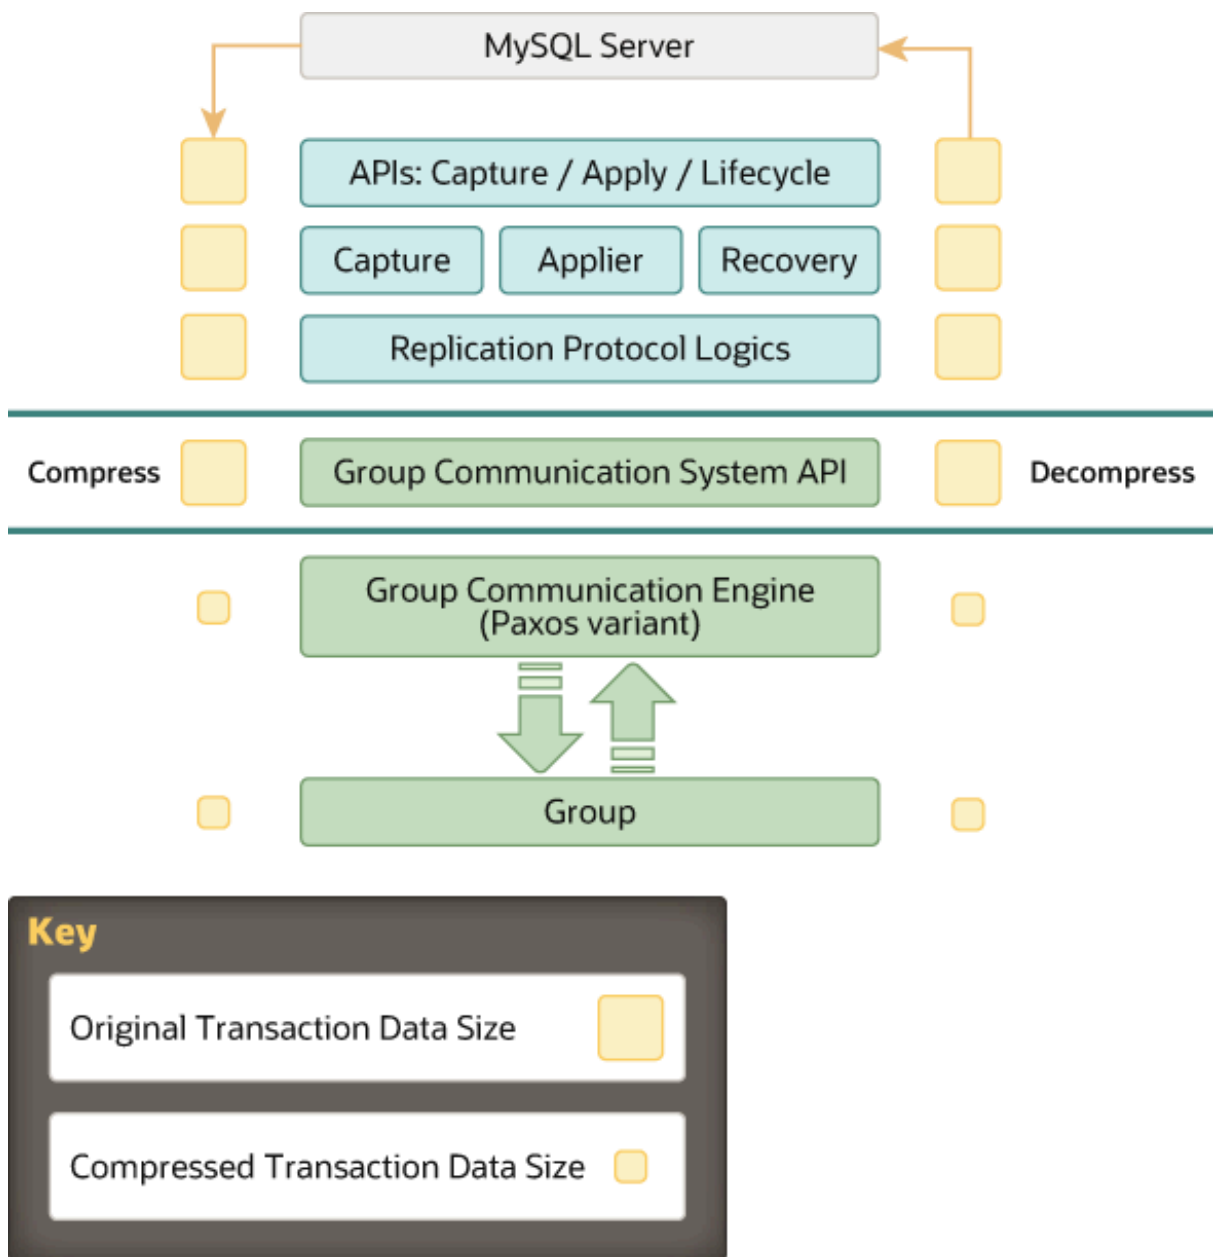 MySQL Server
APIs: Capture / Apply / Lifecycle
Capture
Applier
Recovery
Replication Protocol Logics
Compress
Group Communication System API
Decompress
Group Communication Engine
(Paxos variant)
Group
Key
Original Transaction Data Size
Compressed Transaction Data Size